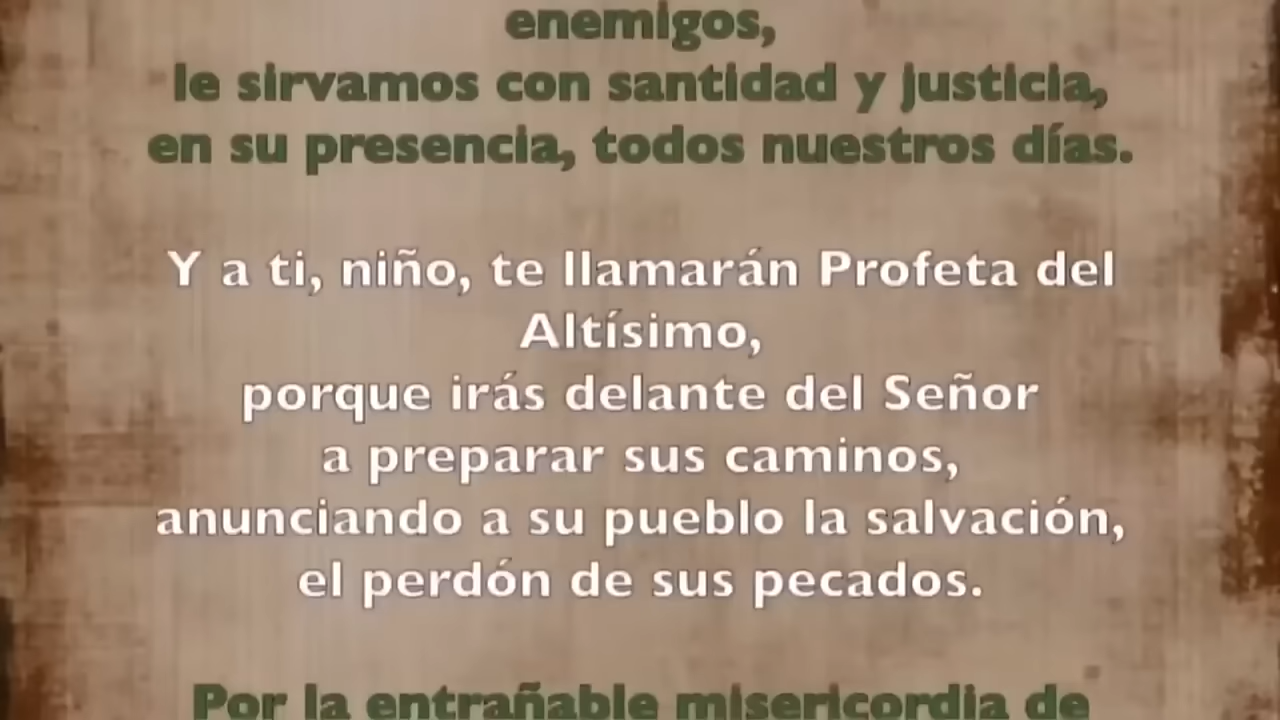 enemigos,
le sirvamos con santidad y justicia,
en su presencia, todos nuestros días.
Y a ti, niño, te llamarán Profeta del
Altísimo,
porque irás delante del Señor
a preparar sus caminos,
anunciando a su pueblo la salvación,
el perdón de sus pecados.
Por la entrañable misericordia de